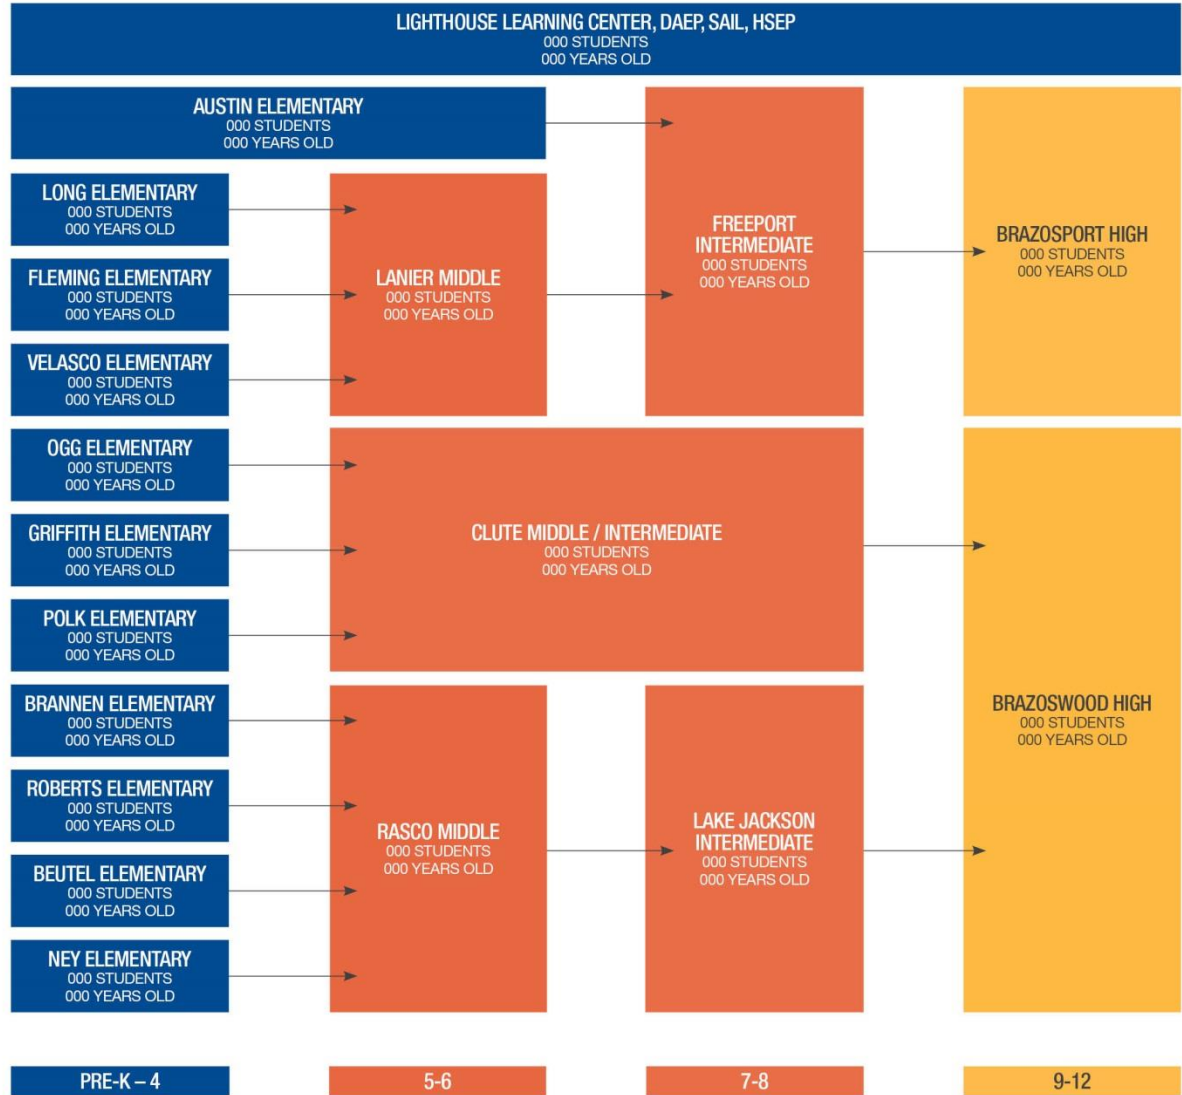 LIGHTHOUSE LEARNING CENTER, DAEP, SAIL, HSEP
000 STUDENTS
000 YEARS OLD
AUSTIN ELEMENTARY
000 STUDENTS
000 YEARS OLD
LONG ELEMENTARY
000 STUDENTS
000 YEARS OLD
FLEMING ELEMENTARY
000 STUDENTS
000 YEARS OLD
VELASCO ELEMENTARY
000 STUDENTS
000 YEARS OLD
OGG ELEMENTARY
000 STUDENTS
000 YEARS OLD
GRIFFITH ELEMENTARY
000 STUDENTS
000 YEARS OLD
POLK ELEMENTARY
000 STUDENTS
000 YEARS OLD
BRANNEN ELEMENTARY
000 STUDENTS
000 YEARS OLD
ROBERTS ELEMENTARY
000 STUDENTS
000 YEARS OLD
BEUTEL ELEMENTARY
000 STUDENTS
000 YEARS OLD
NEY ELEMENTARY
000 STUDENTS
000 YEARS OLD
LANIER MIDDLE
000 STUDENTS
000 YEARS OLD
FREEPORT
INTERMEDIATE
000 STUDENTS
000 YEARS OLD
CLUTE MIDDLE / INTERMEDIATE
000 STUDENTS
000 YEARS OLD
RASCO MIDDLE
000 STUDENTS
000 YEARS OLD
LAKE JACKSON
INTERMEDIATE
000 STUDENTS
000 YEARS OLD
BRAZOSPORT HIGH
000 STUDENTS
000 YEARS OLD
BRAZOSWOOD HIGH
000 STUDENTS
000 YEARS OLD
PRE-K – 4
5-6
7-8
9-12